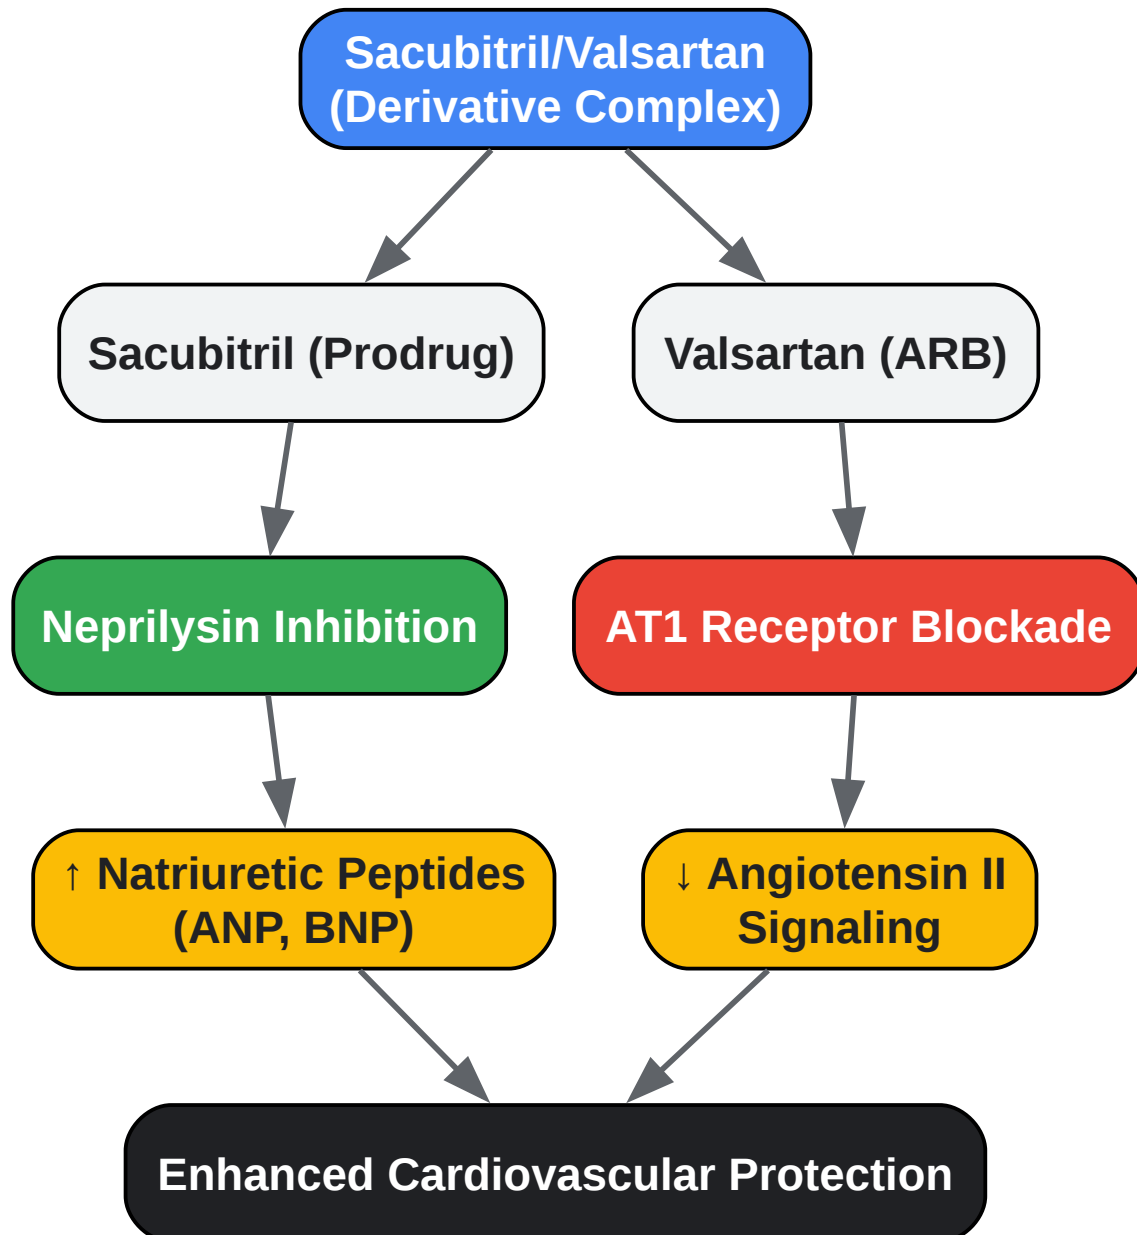 Sacubitril/Valsartan
(Derivative Complex)
Sacubitril (Prodrug)
Valsartan (ARB)
Neprilysin Inhibition
AT1 Receptor Blockade
↑ Natriuretic Peptides
(ANP, BNP)
↓ Angiotensin II
Signaling
Enhanced Cardiovascular Protection